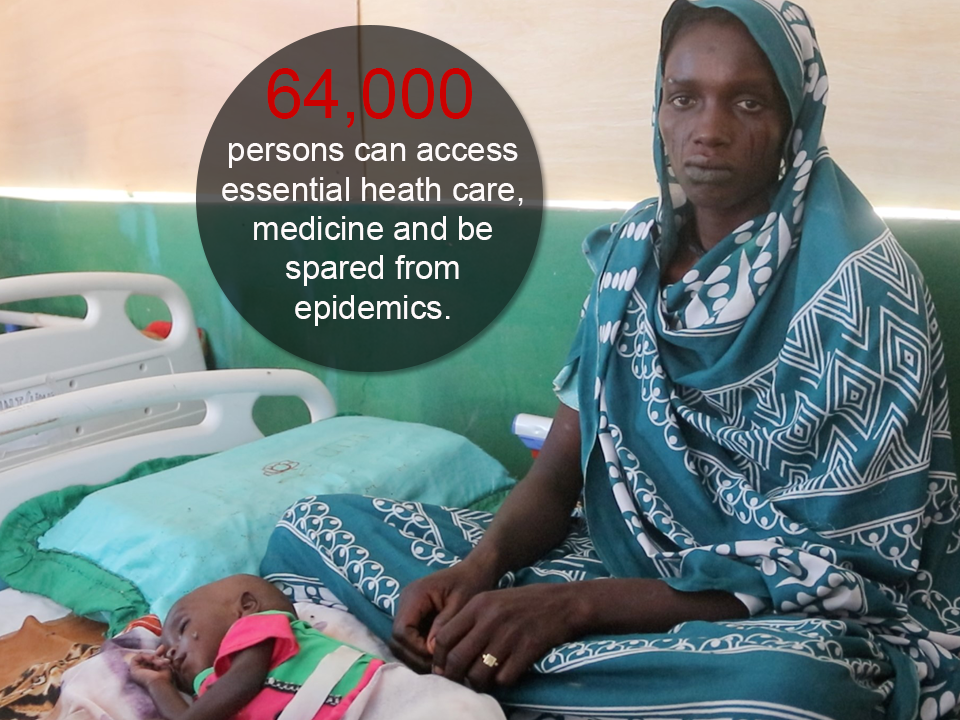 64,000
persons can access
essential heath care,
medicine and be
spared from
epidemics.